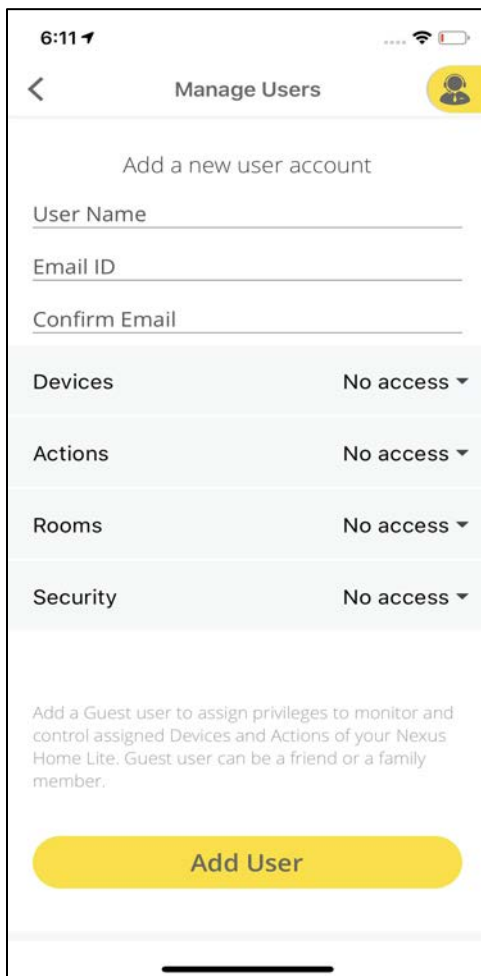 6:11
Manage Users
Add a new user account
User Name
Email ID
Confirm Email
Devices No access
Actions No access
Rooms No access
Security No access
Add a Guest user to assign privileges to monitor and
control assigned Devices and Actions of your Nexus
Home Lite. Guest user can be a friend or a family
member.
Add User